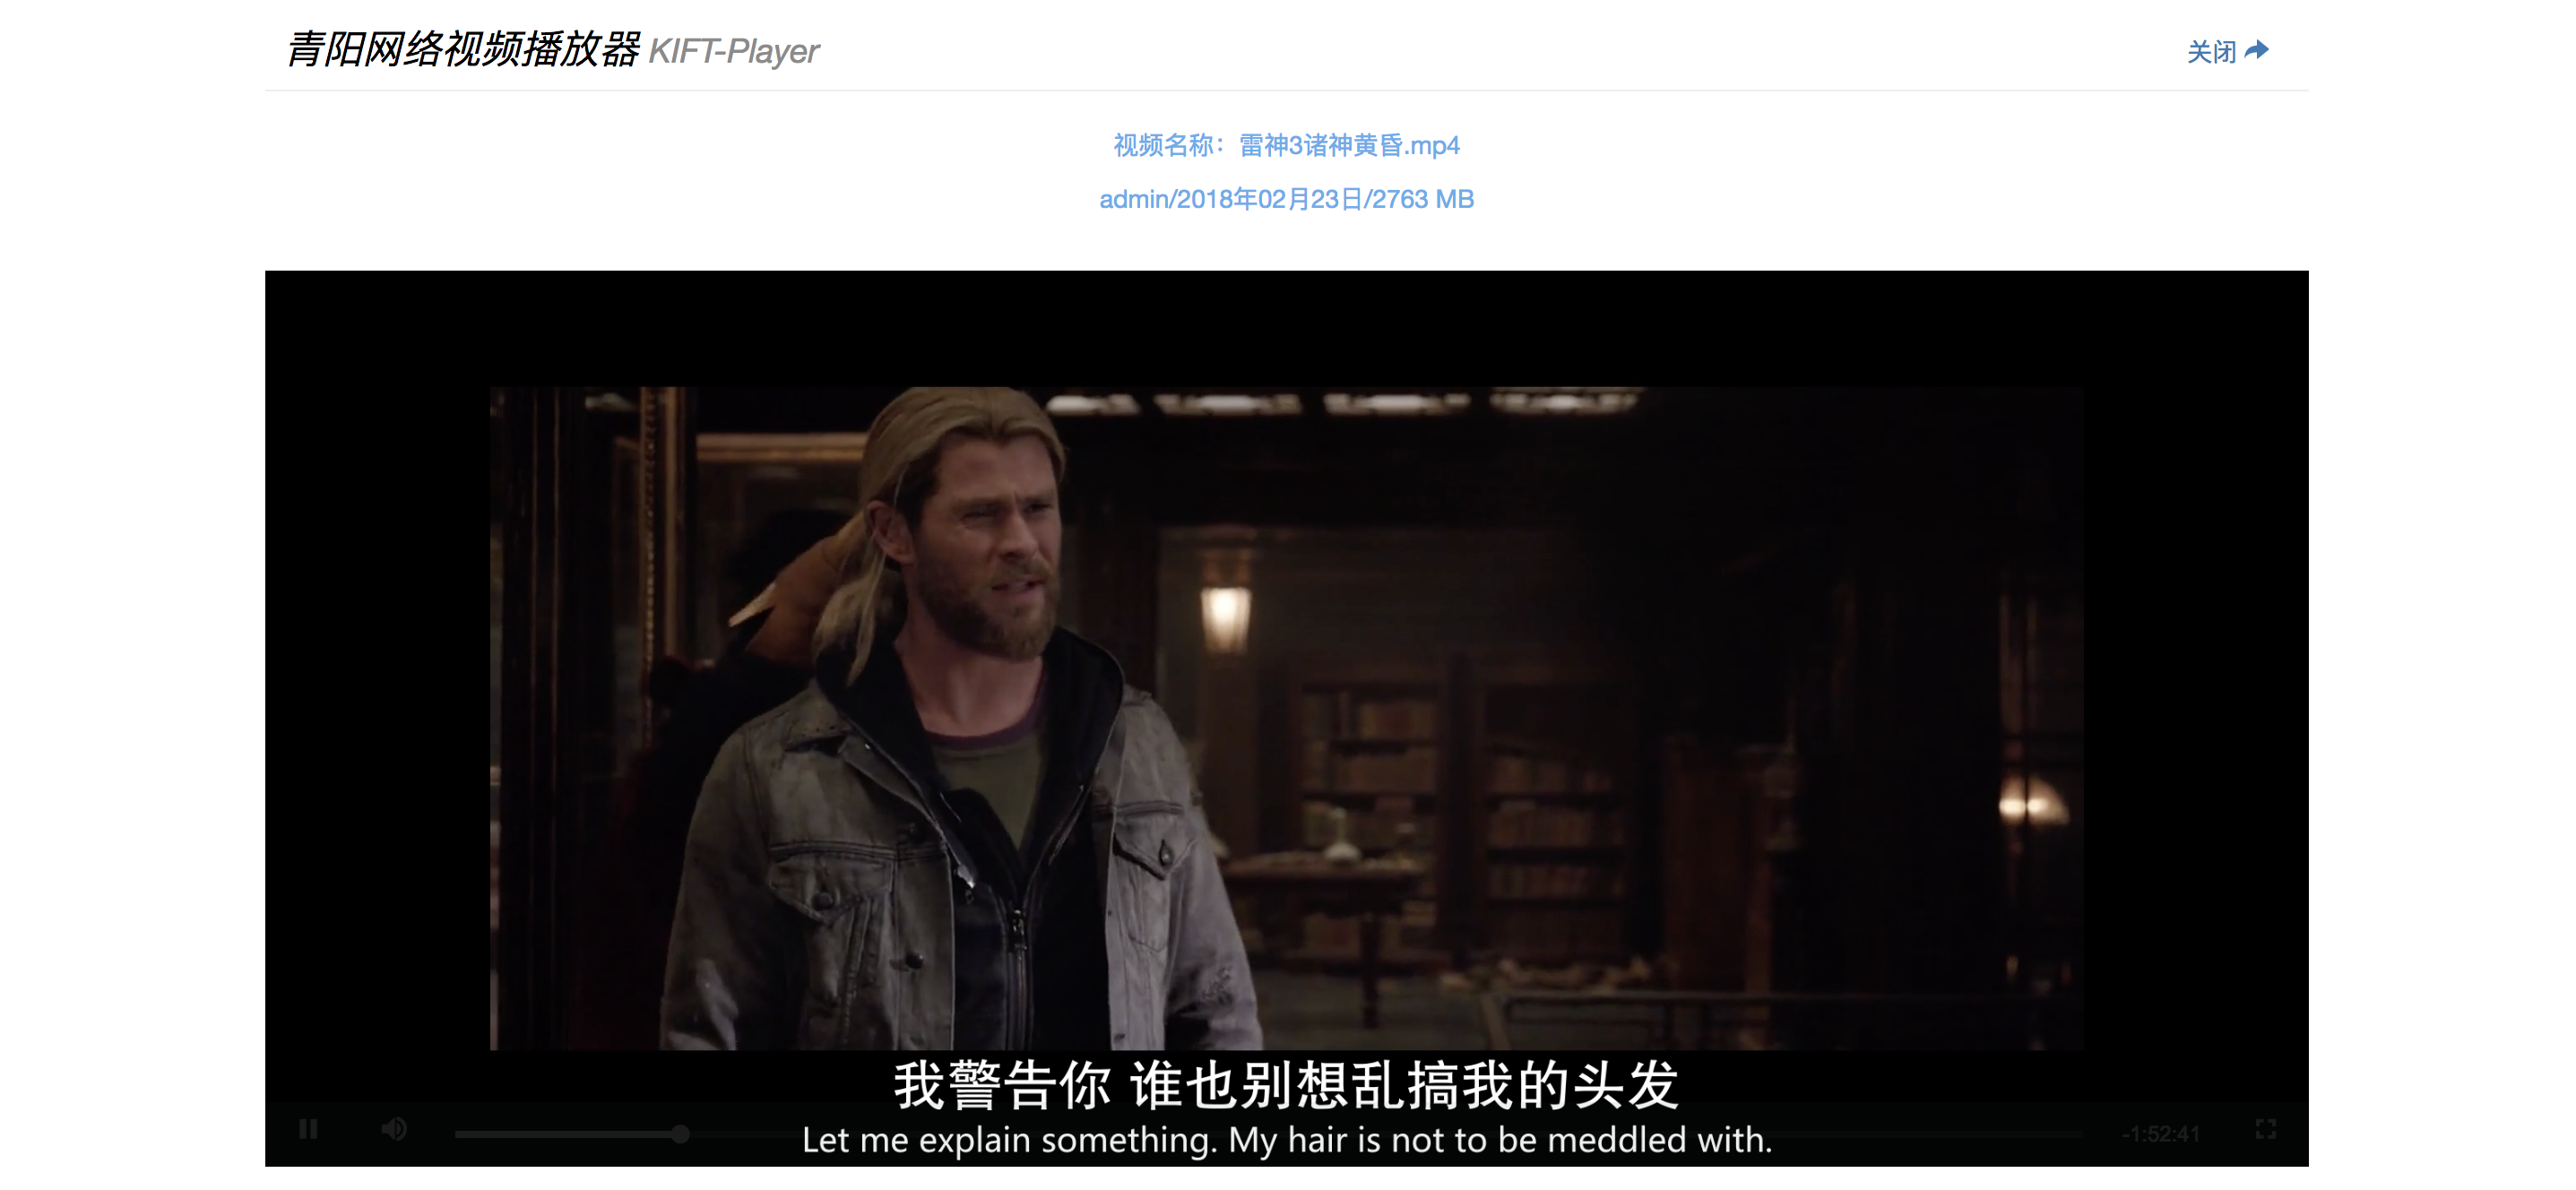 青阳网络视频播放器 KIFT-Player
关闭
视频名称：雷神3诸神黄昏.mp4
admin/2018年02月23日/2763 MB
我警告你 谁也别想乱搞我的头发
Let me explain something. My hair is not to be meddled with.
-1:52:41